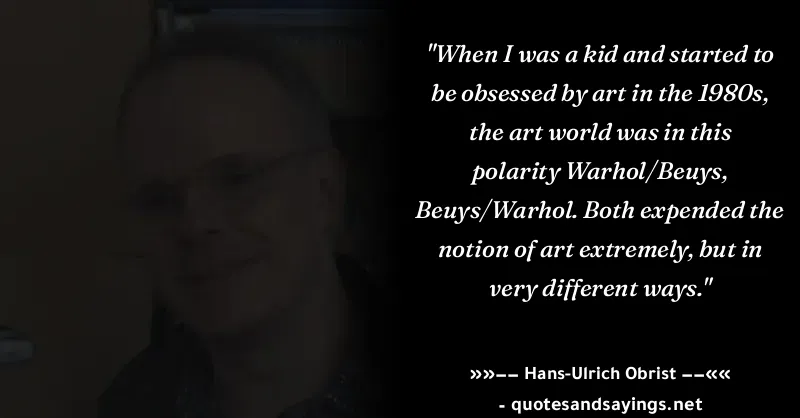 "When I was a kid and started to
be obsessed by art in the 1980s,
the art world was in this
polarity Warhol/Beuys,
Beuys/Warhol. Both expended the
notion of art extremely, but in
very different ways."
»»–– Hans-Ulrich Obrist ––««
- quotesandsayings.net